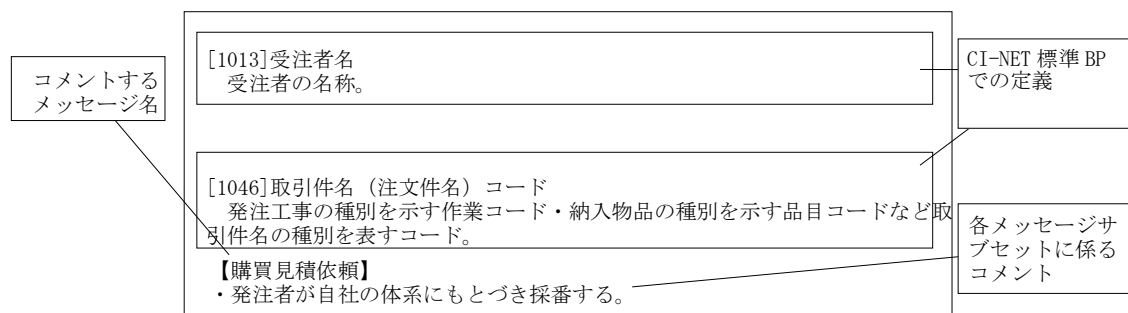 [1013]受注者名
受注者の名称。
CI-NET 標準 BP
での定義
コメントする
メッセージ名
[1046]取引件名（注文件名）コード
発注工事の種別を示す作業コード・納入物品の種別を示す品目コードなど取
引件名の種別を表すコード。
【購買見積依頼】
・発注者が自社の体系にもとづき採番する。
各メッセージサ
ブセットに係る
コメント